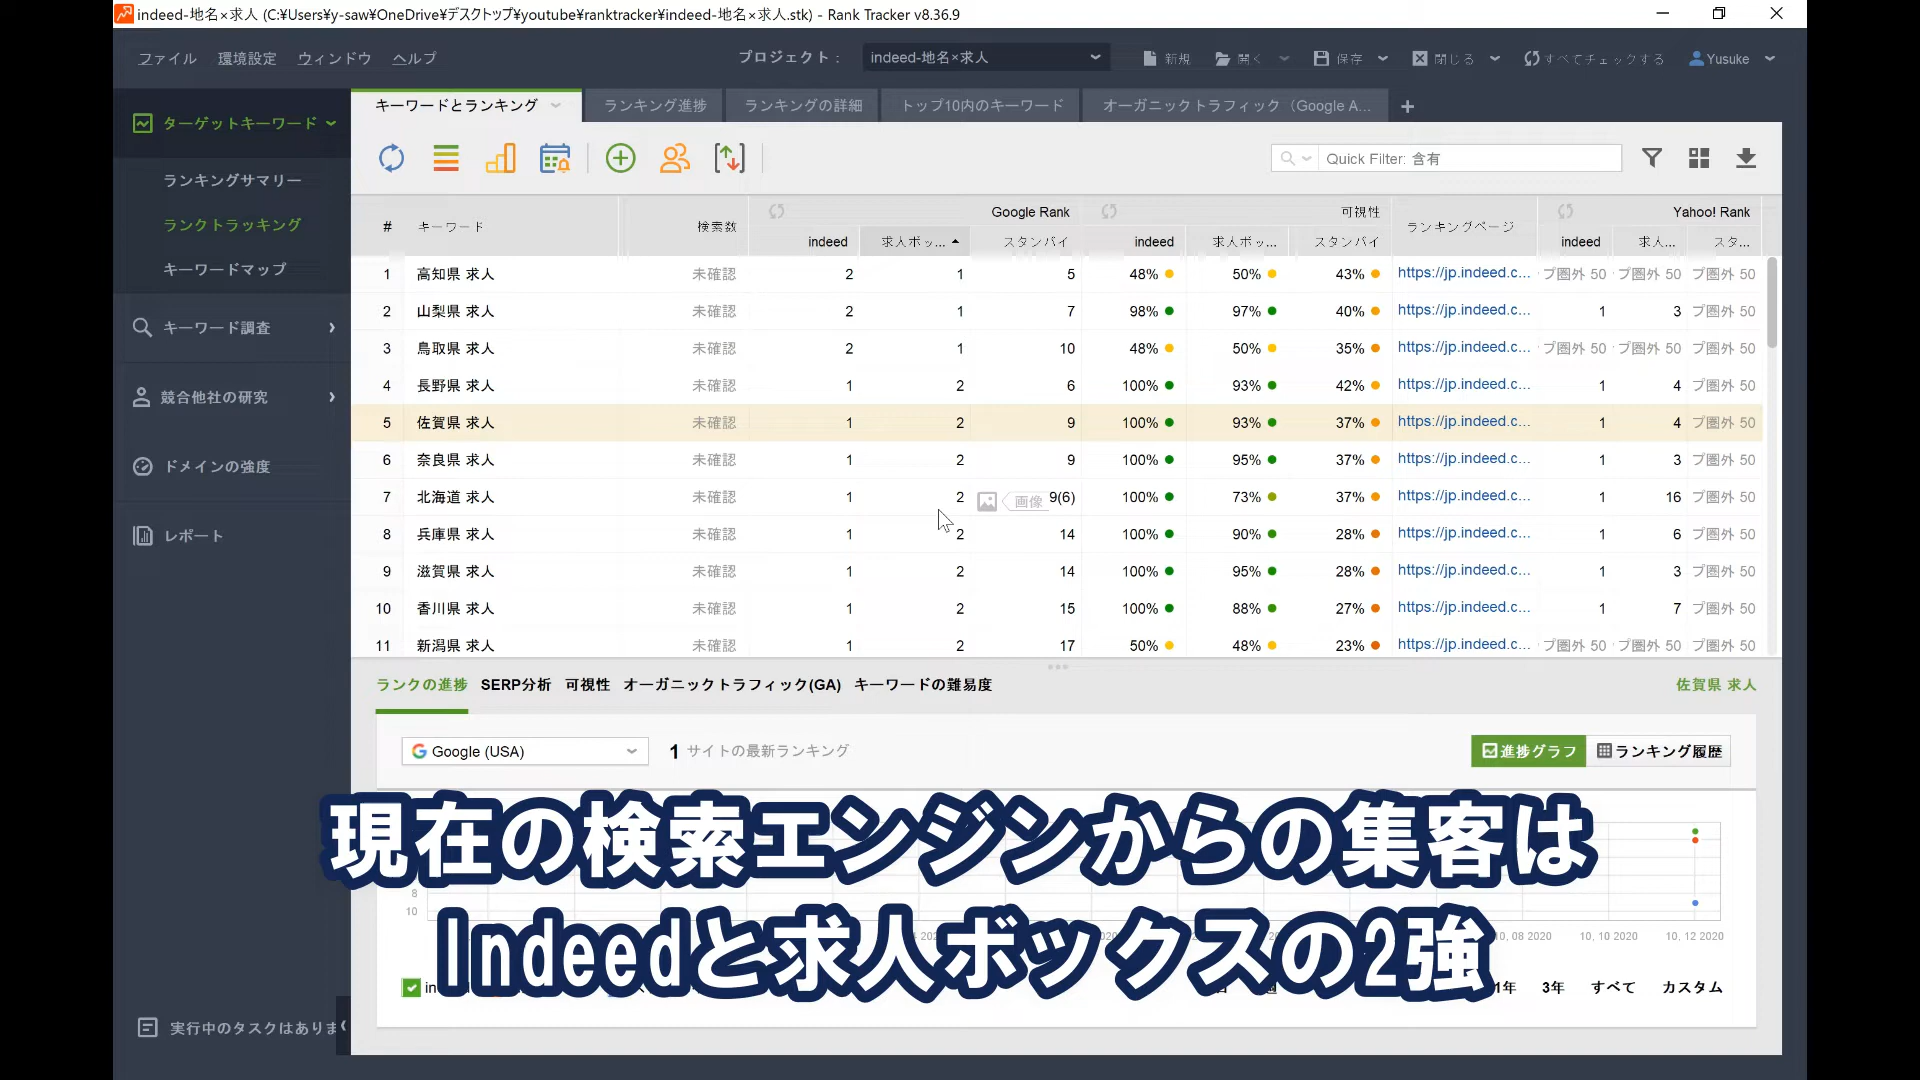 indeed-地名×求人 (C:¥Users¥y-saw¥OneDrive¥デスクトップ¥youtube¥ranktracker¥indeed-地名×求人.stk) - Rank Tracker v8.36.9
ファイル 環境設定 ウィンドウ ヘルプ プロジェクト： indeed-地名×求人 新規 開く 保存 閉じる すべてチェックする Yusuke
ターゲットキーワード
ランキングサマリー
ランクトラッキング
キーワードマップ
キーワード調査
競合他社の研究
ドメインの強度
レポート
実行中のタスクはありま
キーワードとランキング ランキング進捗 ランキングの詳細 トップ10内のキーワード オーガニックトラフィック（Google A...
Quick Filter: 含有
# キーワード 検索数 Google Rank 可視性 ランキングページ Yahoo! Rank
indeed 求人ボッ... スタンバイ indeed 求人ボッ... スタンバイ indeed 求人... スタ...
1 高知県 求人 未確認 2 1 5 48% 50% 43% https://jp.indeed.c... プ圏外 50 プ圏外 50 プ圏外 50
2 山梨県 求人 未確認 2 1 7 98% 97% 40% https://jp.indeed.c... 1 3 プ圏外 50
3 鳥取県 求人 未確認 2 1 10 48% 50% 35% https://jp.indeed.c... プ圏外 50 プ圏外 50 プ圏外 50
4 長野県 求人 未確認 1 2 6 100% 93% 42% https://jp.indeed.c... 1 4 プ圏外 50
5 佐賀県 求人 未確認 1 2 9 100% 93% 37% https://jp.indeed.c... 1 4 プ圏外 50
6 奈良県 求人 未確認 1 2 9 100% 95% 37% https://jp.indeed.c... 1 3 プ圏外 50
7 北海道 求人 未確認 1 2 画像 9(6) 100% 73% 37% https://jp.indeed.c... 1 16 プ圏外 50
8 兵庫県 求人 未確認 1 2 14 100% 90% 28% https://jp.indeed.c... 1 6 プ圏外 50
9 滋賀県 求人 未確認 1 2 14 100% 95% 28% https://jp.indeed.c... 1 3 プ圏外 50
10 香川県 求人 未確認 1 2 15 100% 88% 27% https://jp.indeed.c... 1 7 プ圏外 50
11 新潟県 求人 未確認 1 2 17 50% 48% 23% https://jp.indeed.c... プ圏外 50 プ圏外 50 プ圏外 50
ランクの進捗 SERP分析 可視性 オーガニックトラフィック(GA) キーワードの難易度 佐賀県 求人
Google (USA) 1 サイトの最新ランキング 進捗グラフ ランキング履歴
現在の検索エンジンからの集客は
8
10
10, 08 2020 10, 10 2020 10, 12 2020
Indeedと求人ボックスの2強
1年 3年 すべて カスタム